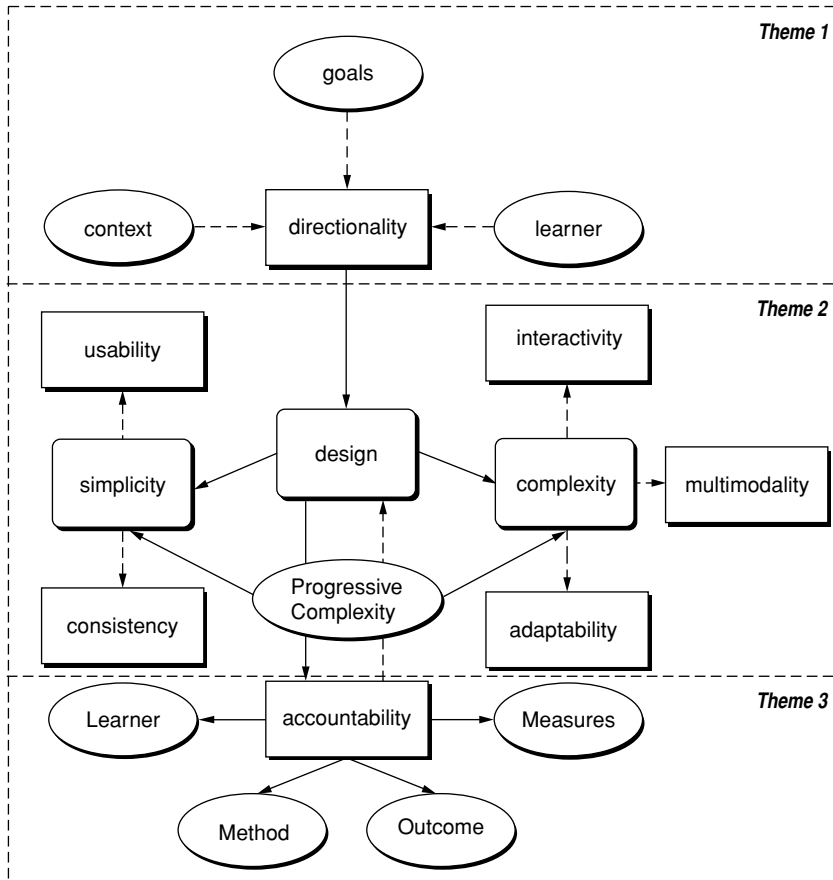 Theme 1
goals
context
directionality
learner
Theme 2
usability
interactivity
design
simplicity
complexity
multimodality
Progressive
Complexity
consistency
adaptability
Theme 3
Learner
accountability
Measures
Method
Outcome